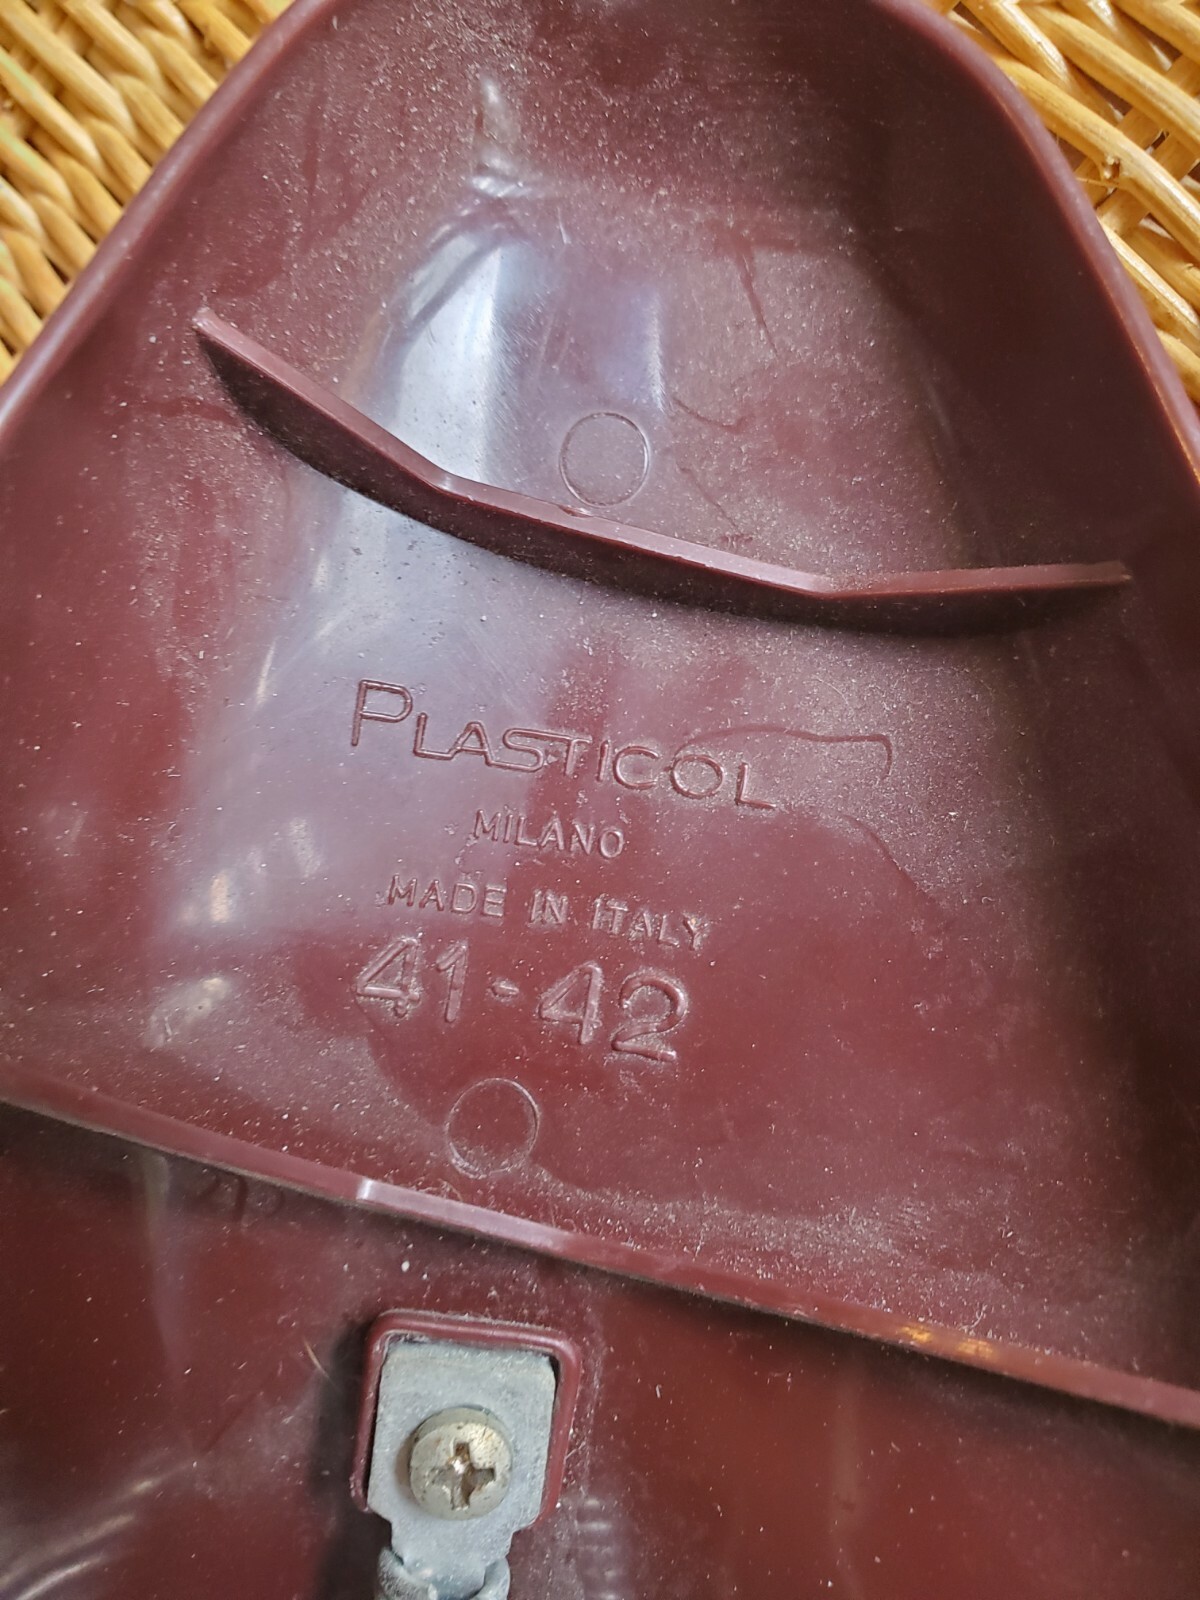 PLASTICOL
MILANO
MADE IN ITALY
41-42